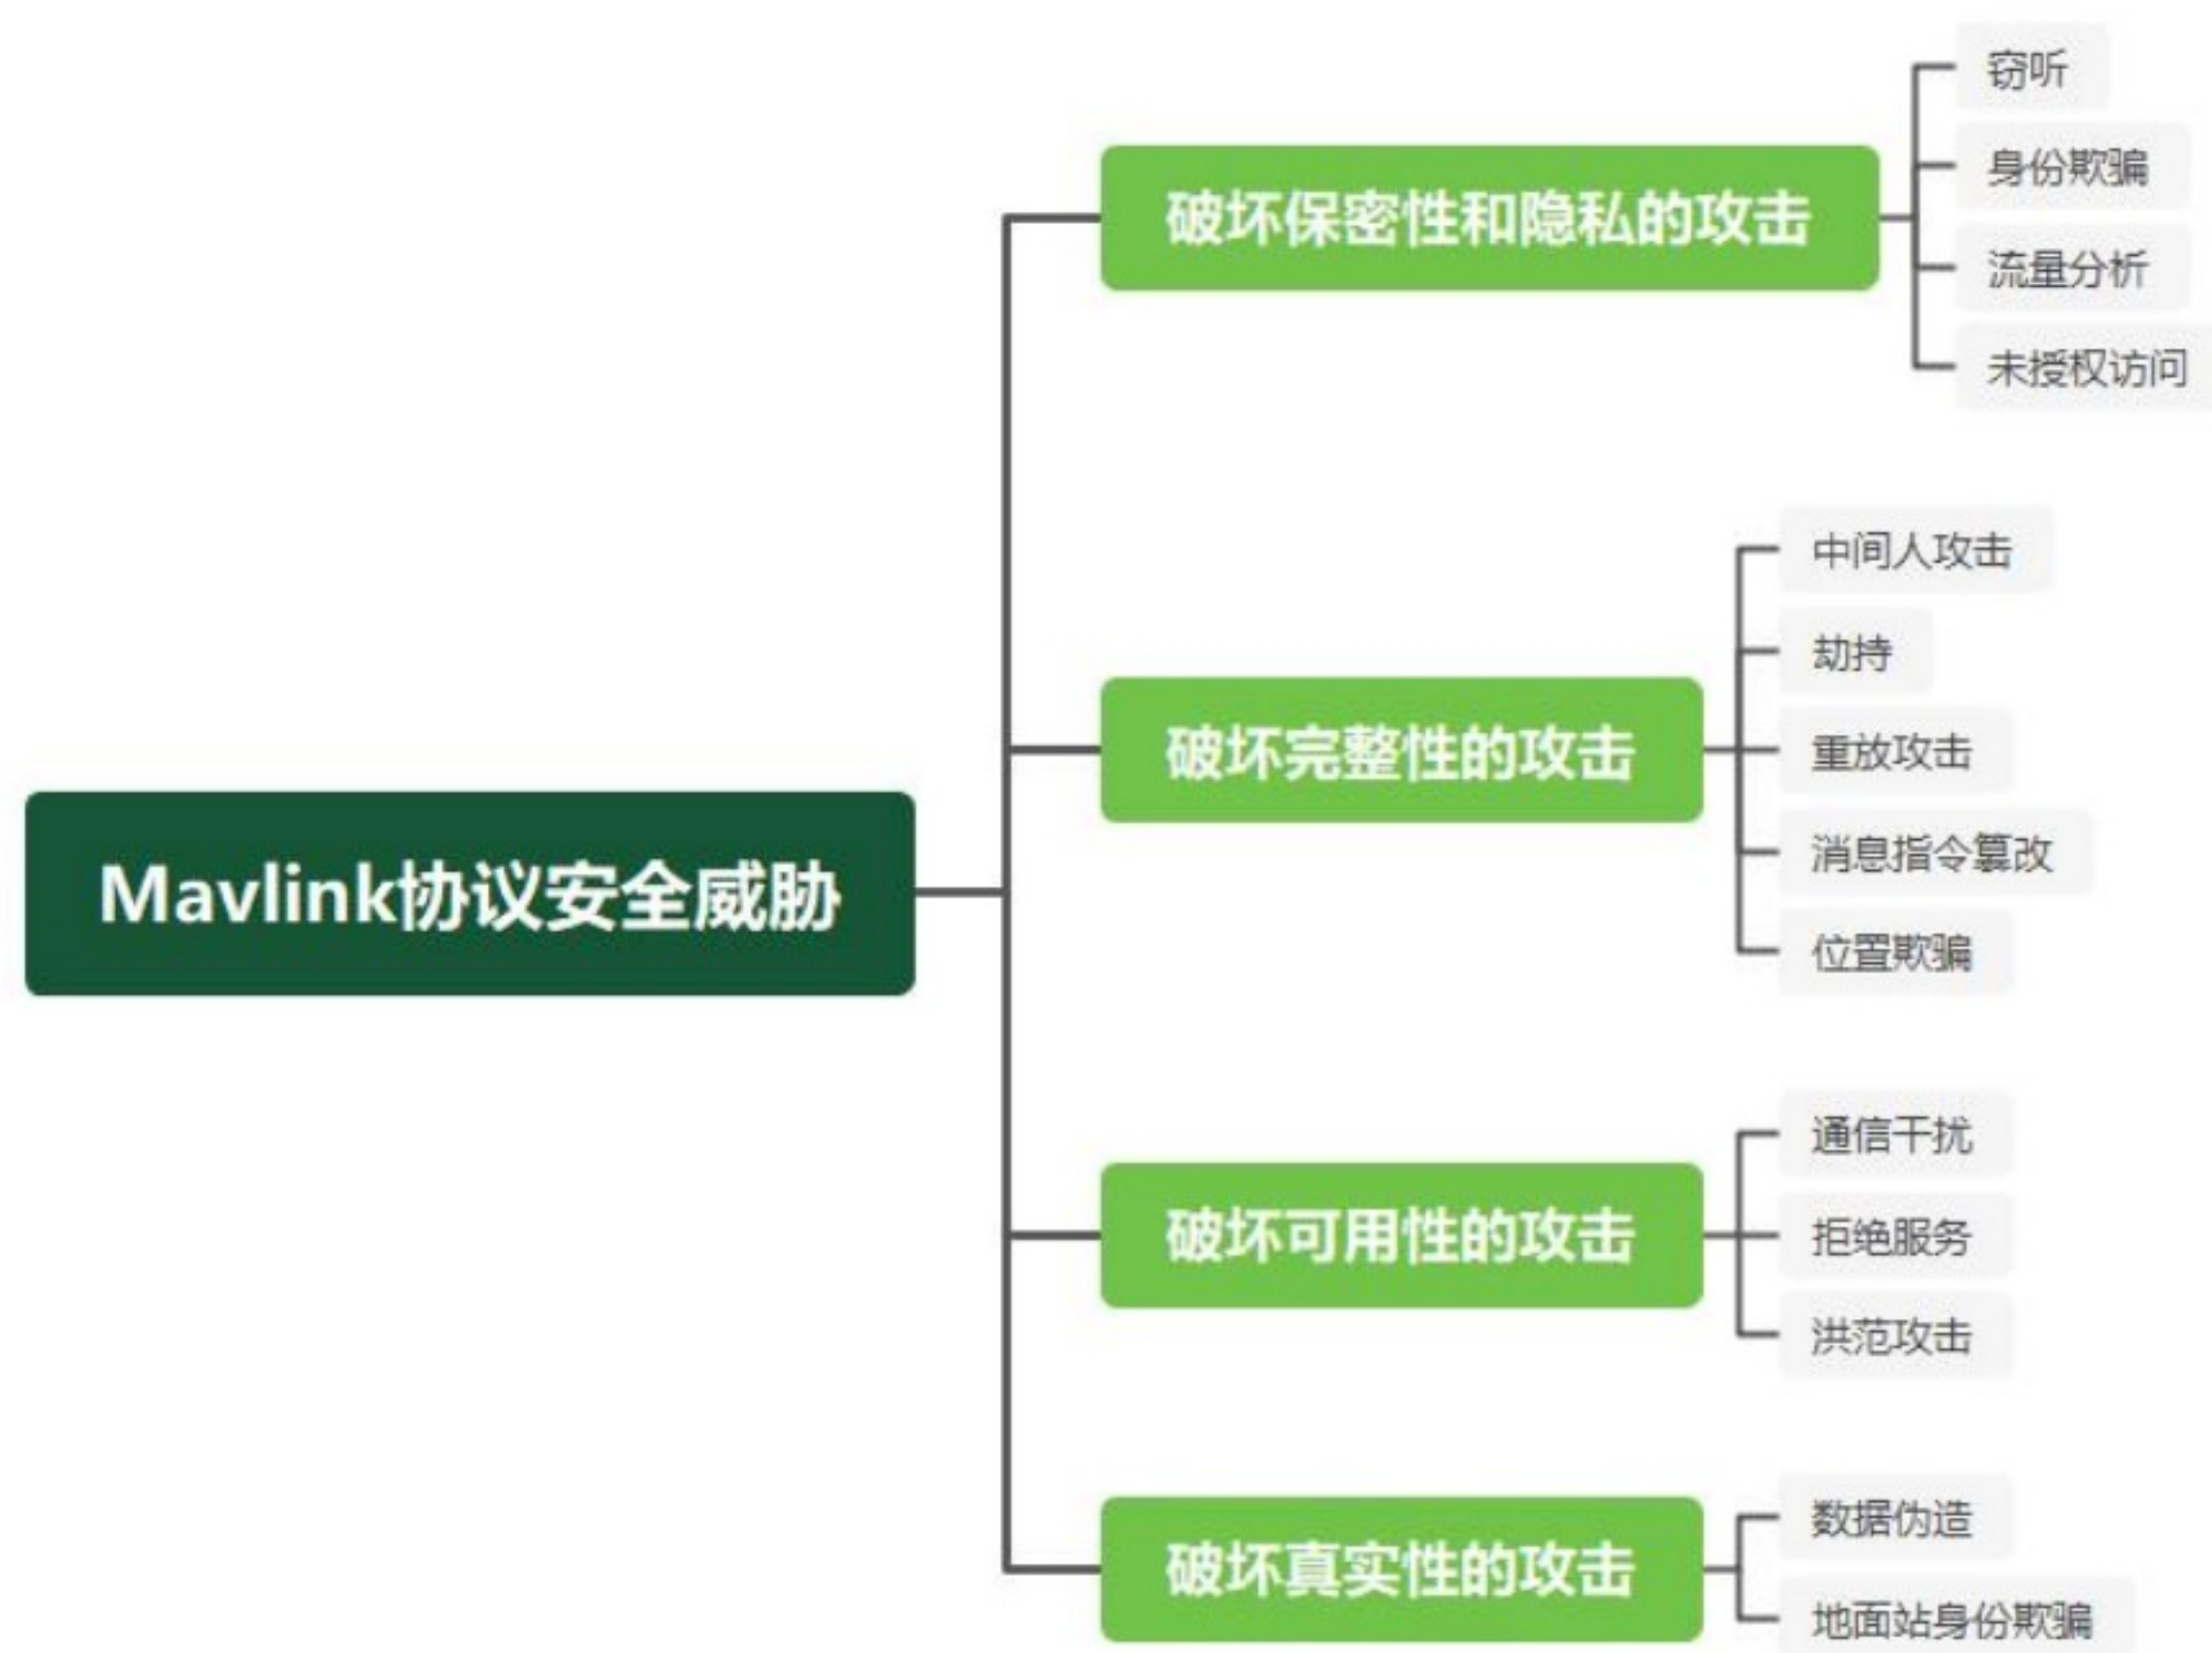 Mavlink协议安全威胁
破坏保密性和隐私的攻击
窃听
身份欺骗
流量分析
未授权访问
破坏完整性的攻击
中间人攻击
劫持
重放攻击
消息指令篡改
位置欺骗
破坏可用性的攻击
通信干扰
拒绝服务
洪范攻击
破坏真实性的攻击
数据伪造
地面站身份欺骗